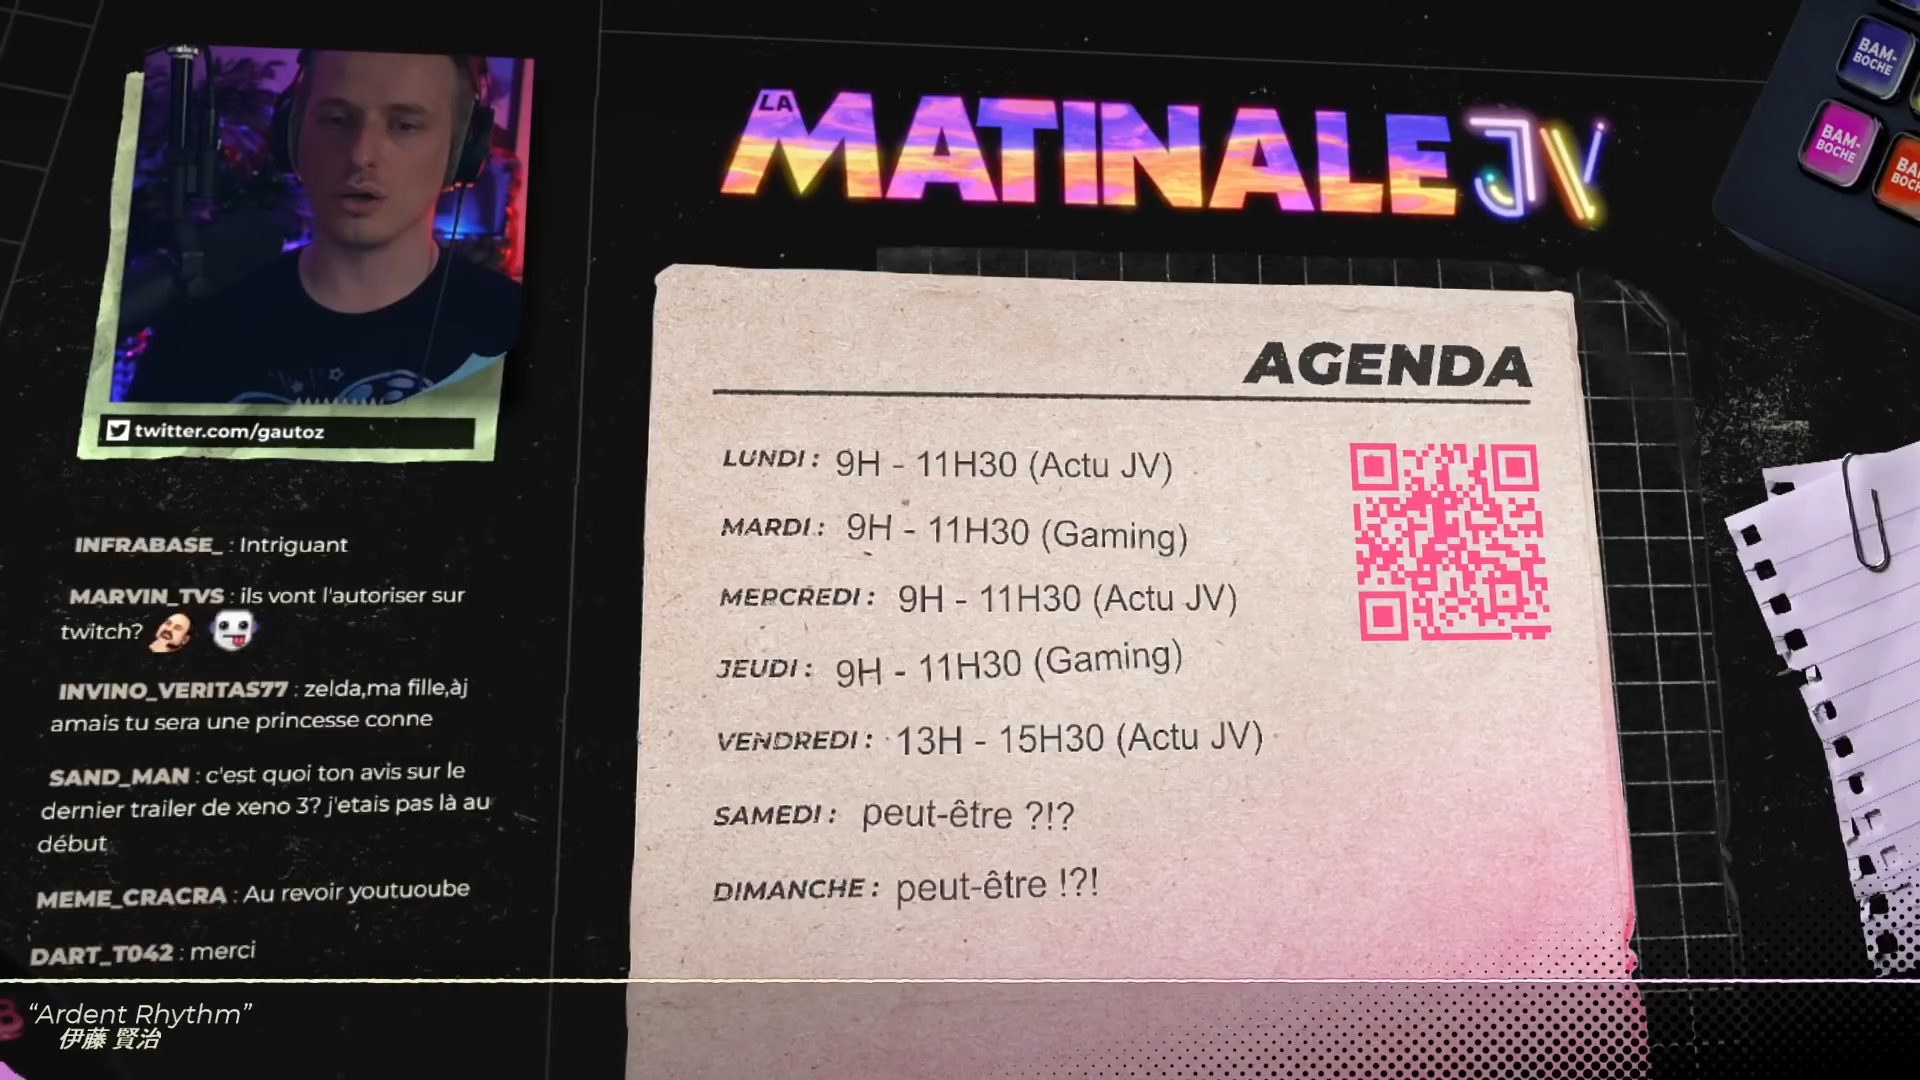 LA
MATINALE JV
BAM-
BOCHE
BAM-
BOCHE
twitter.com/gautoz
INFRABASE_ : Intriguant
MARVIN_TVS : ils vont l'autoriser sur
twitch?
INVINO_VERITAS77 : zelda,ma fille,àj
amais tu sera une princesse conne
SAND_MAN : c'est quoi ton avis sur le
dernier trailer de xeno 3? j'etais pas là au
début
MEME_CRACRA : Au revoir youtuoube
DART_T042 : merci
AGENDA
LUNDI : 9H - 11H30 (Actu JV)
MARDI : 9H - 11H30 (Gaming)
MERCREDI : 9H - 11H30 (Actu JV)
JEUDI : 9H - 11H30 (Gaming)
VENDREDI : 13H - 15H30 (Actu JV)
SAMEDI : peut-être ?!?
DIMANCHE : peut-être !?!
“Ardent Rhythm”
伊藤 賢治